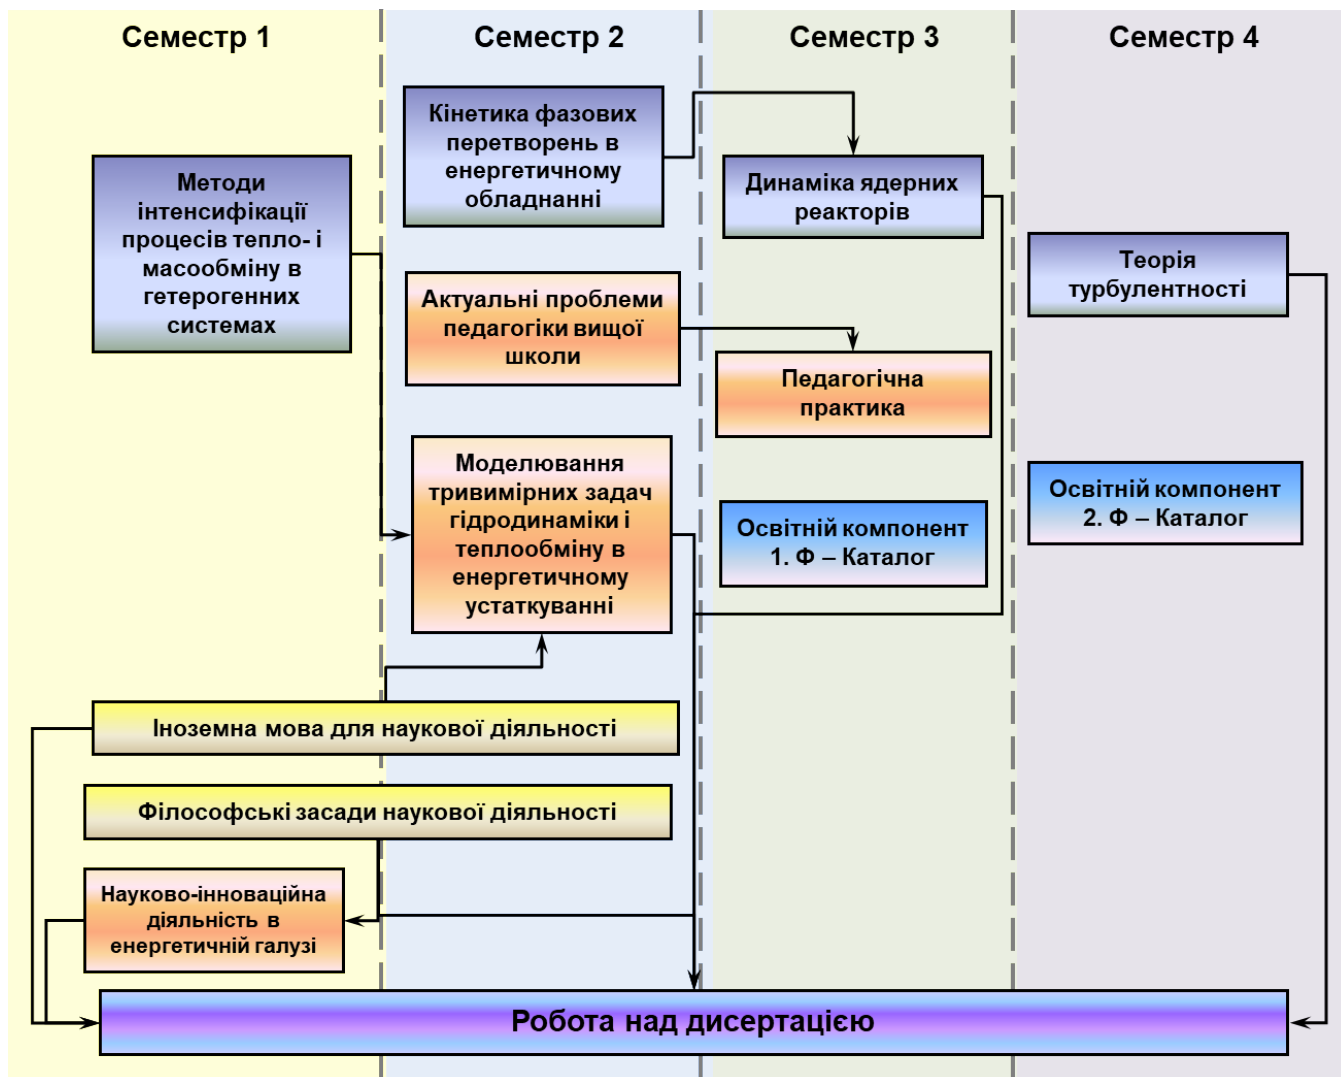 Семестр 1
Семестр 2
Семестр 3
Семестр 4
Методи
інтенсифікації
процесів тепло- і
масообміну в
гетерогенних
системах
Кінетика фазових
перетворень в
енергетичному
обладнанні
Динаміка ядерних
реакторів
Теорія
турбулентності
Актуальні проблеми
педагогіки вищої
школи
Педагогічна
практика
Моделювання
тривимірних задач
гідродинаміки і
теплообміну в
енергетичному
устаткуванні
Освітній компонент
1. Ф – Каталог
Освітній компонент
2. Ф – Каталог
Іноземна мова для наукової діяльності
Філософські засади наукової діяльності
Науково-інноваційна
діяльність в
енергетичній галузі
Робота над дисертацією